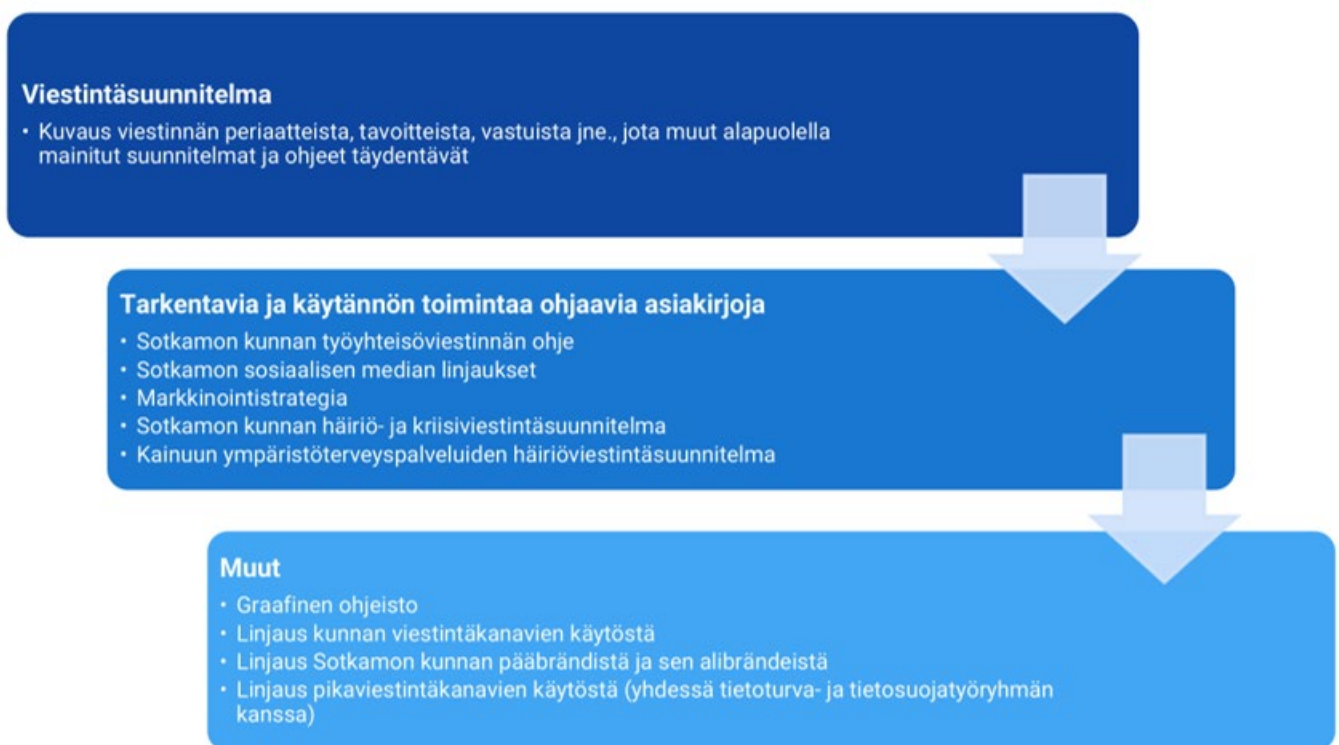 Viestintäsuunnitelma
• Kuvaus viestinnän periaatteista, tavoitteista, vastuista jne., jota muut alapuolella
mainitut suunnitelmat ja ohjeet täydentävät
Tarkentavia ja käytännön toimintaa ohjaavia asiakirjoja
• Sotkamon kunnan työyhteisöviestinnän ohje
• Sotkamon sosiaalisen median linjaukset
• Markkinointistrategia
• Sotkamon kunnan häiriö- ja kriisiviestintäsuunnitelma
• Kainuun ympäristöterveyspalveluiden häiriöviestintäsuunnitelma
Muut
• Graafinen ohjeisto
• Linjaus kunnan viestintäkanavien käytöstä
• Linjaus Sotkamon kunnan pääbrändistä ja sen alibrändeistä
• Linjaus pikaviestintäkanavien käytöstä (yhdessä tietoturva- ja tietosuojatyöryhmän
kanssa)